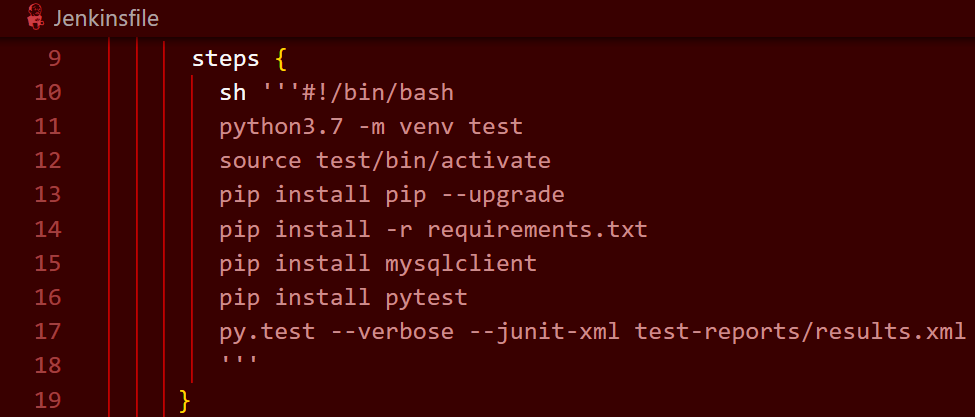 Jenkinsfile
9 steps {
10 sh '''#!/bin/bash
11 python3.7 -m venv test
12 source test/bin/activate
13 pip install pip --upgrade
14 pip install -r requirements.txt
15 pip install mysqlclient
16 pip install pytest
17 py.test --verbose --junit-xml test-reports/results.xml
18 '''
19 }